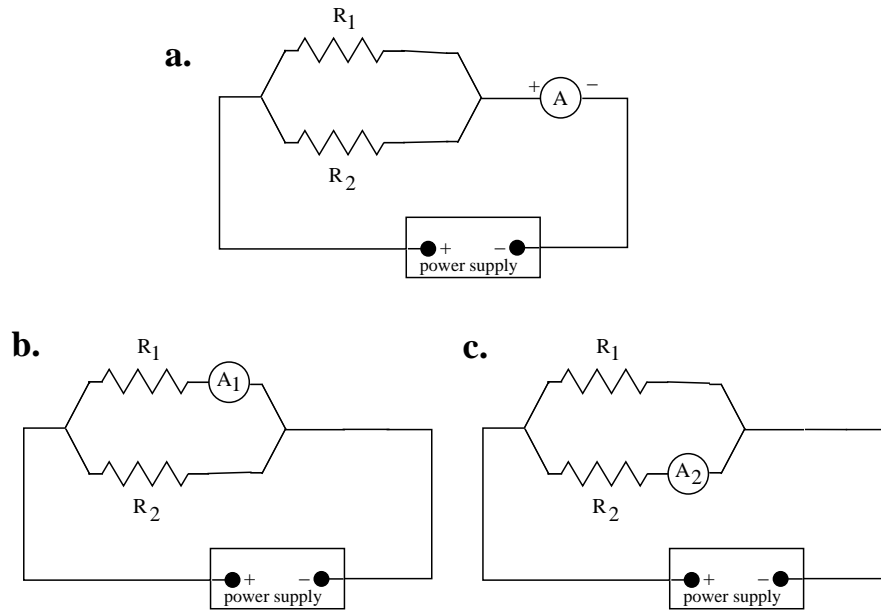 a.
R1
+ A −
R2
+ −
power supply
b.
R1
A1
R2
+ −
power supply
c.
R1
A2
R2
+ −
power supply